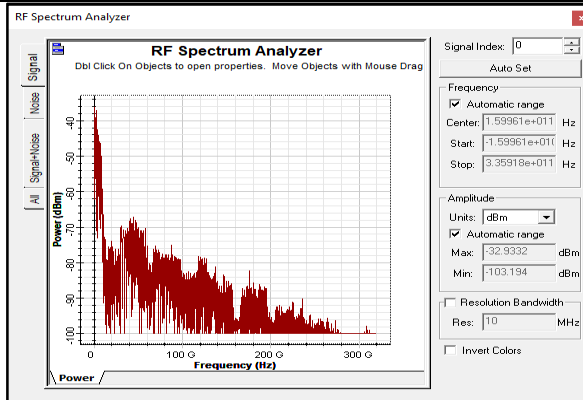 RF Spectrum Analyzer
RF Spectrum Analyzer
Dbl Click On Objects to open properties. Move Objects with Mouse Drag
Signal
Noise
Signal+Noise
All
Power (dBm)
-40
-50
-60
-70
-80
-90
-100
0
100 G
200 G
300 G
Frequency (Hz)
Power
Signal Index: 0
Auto Set
Frequency
Automatic range
Center: 1.59961e+011 Hz
Start: -1.59961e+010 Hz
Stop: 3.35918e+011 Hz
Amplitude
Units: dBm
Automatic range
Max: -32.9332 dBm
Min: -103.194 dBm
Resolution Bandwidth
Res: 10 MHz
Invert Colors